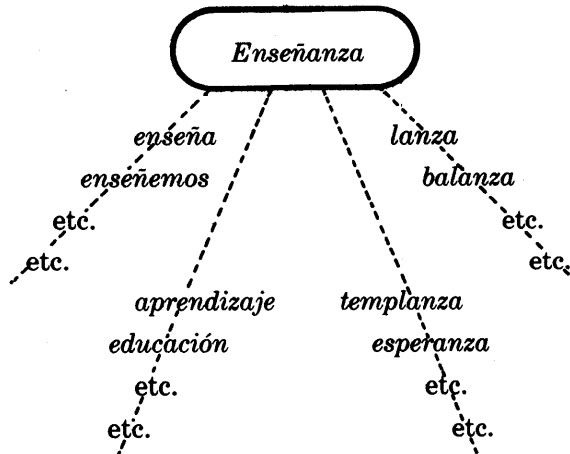 Enseñanza
enseña lanza
enseñemos balanza
etc. etc.
etc. etc.
aprendizaje templanza
educación esperanza
etc. etc.
etc. etc.